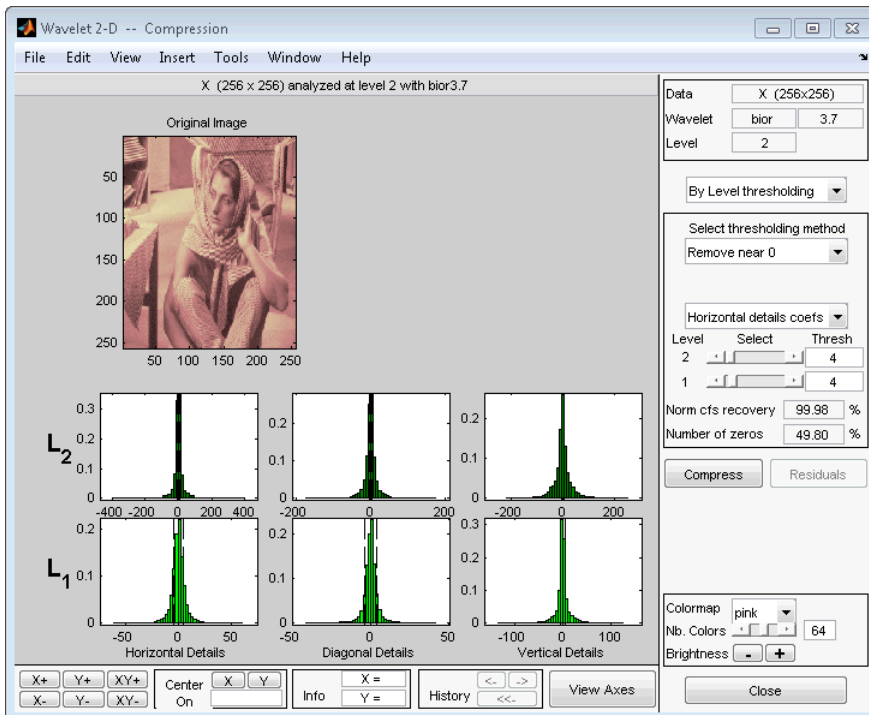 Wavelet 2-D -- Compression
File Edit View Insert Tools Window Help
X (256 x 256) analyzed at level 2 with bior3.7
Original Image
50
100
150
200
250
50 100 150 200 250
L2
0.3
0.2
0.1
0
-400 -200 0 200 400
0.2
0.1
0
-200 0 200
0.2
0.1
0
-200 0 200
L1
0.2
0.1
0
-50 0 50
Horizontal Details
0.2
0.1
0
-50 0 50
Diagonal Details
0.3
0.2
0.1
0
-100 0 100
Vertical Details
Data X (256x256)
Wavelet bior 3.7
Level 2
By Level thresholding
Select thresholding method
Remove near 0
Horizontal details coefs
Level Select Thresh
2 4
1 4
Norm cfs recovery 99.98 %
Number of zeros 49.80 %
Compress Residuals
Colormap pink
Nb. Colors 64
Brightness - +
Close
X+ Y+ XY+
X- Y- XY-
Center On X Y
Info X = Y =
History <- -> <<-
View Axes